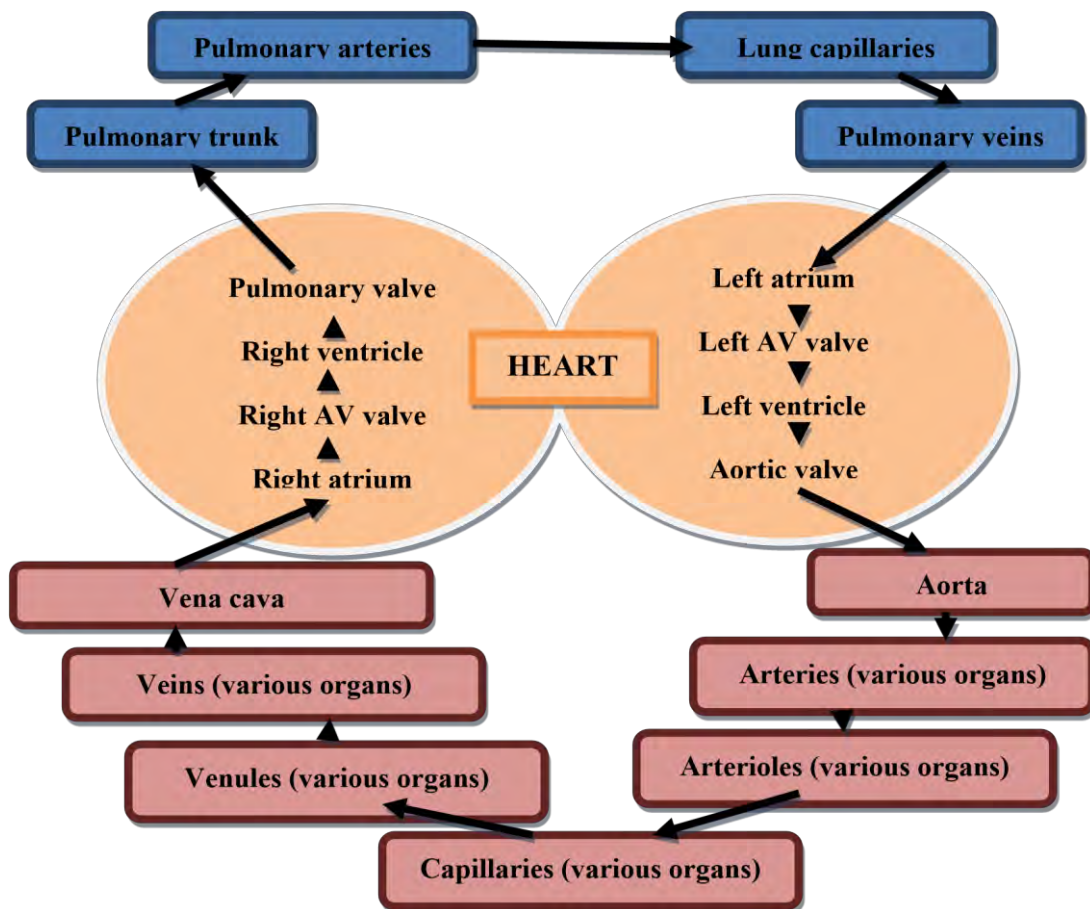 Pulmonary arteries
Lung capillaries
Pulmonary trunk
Pulmonary veins
Pulmonary valve
Right ventricle
Right AV valve
Right atrium
HEART
Left atrium
Left AV valve
Left ventricle
Aortic valve
Vena cava
Aorta
Veins (various organs)
Arteries (various organs)
Venules (various organs)
Arterioles (various organs)
Capillaries (various organs)